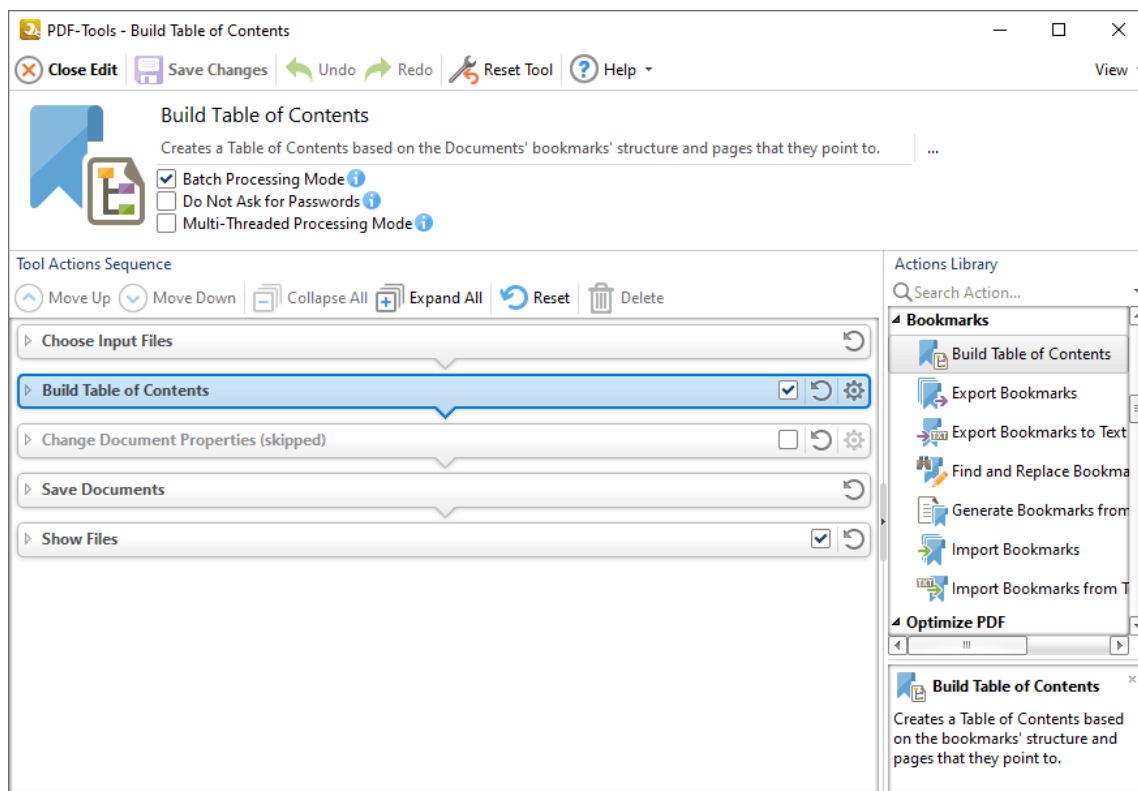 PDF-Tools - Build Table of Contents
Close Edit Save Changes Undo Redo Reset Tool ? Help View
Build Table of Contents
Creates a Table of Contents based on the Documents' bookmarks' structure and pages that they point to. ...
Batch Processing Mode i
Do Not Ask for Passwords i
Multi-Threaded Processing Mode i
Tool Actions Sequence
Move Up Move Down Collapse All Expand All Reset Delete
Choose Input Files
Build Table of Contents
Change Document Properties (skipped)
Save Documents
Show Files
Actions Library
Search Action...
Bookmarks
Build Table of Contents
Export Bookmarks
TXT Export Bookmarks to Text
Find and Replace Bookma
Generate Bookmarks from
Import Bookmarks
TXT Import Bookmarks from T
Optimize PDF
Build Table of Contents
Creates a Table of Contents based
on the bookmarks' structure and
pages that they point to.